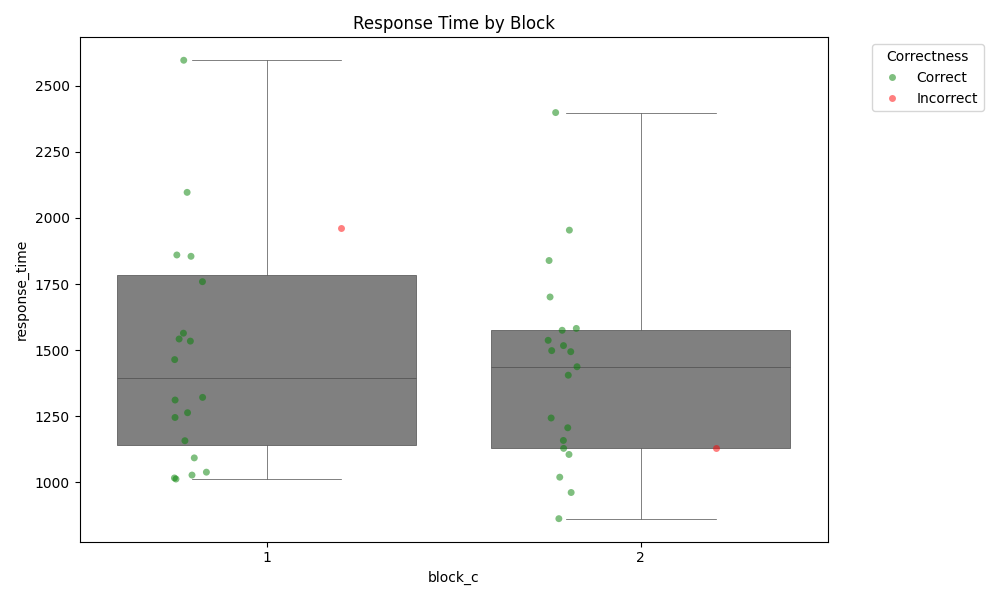 Response Time by Block
Correctness
Correct
Incorrect
2500
2250
2000
1750
1500
1250
1000
response_time
1
2
block_c